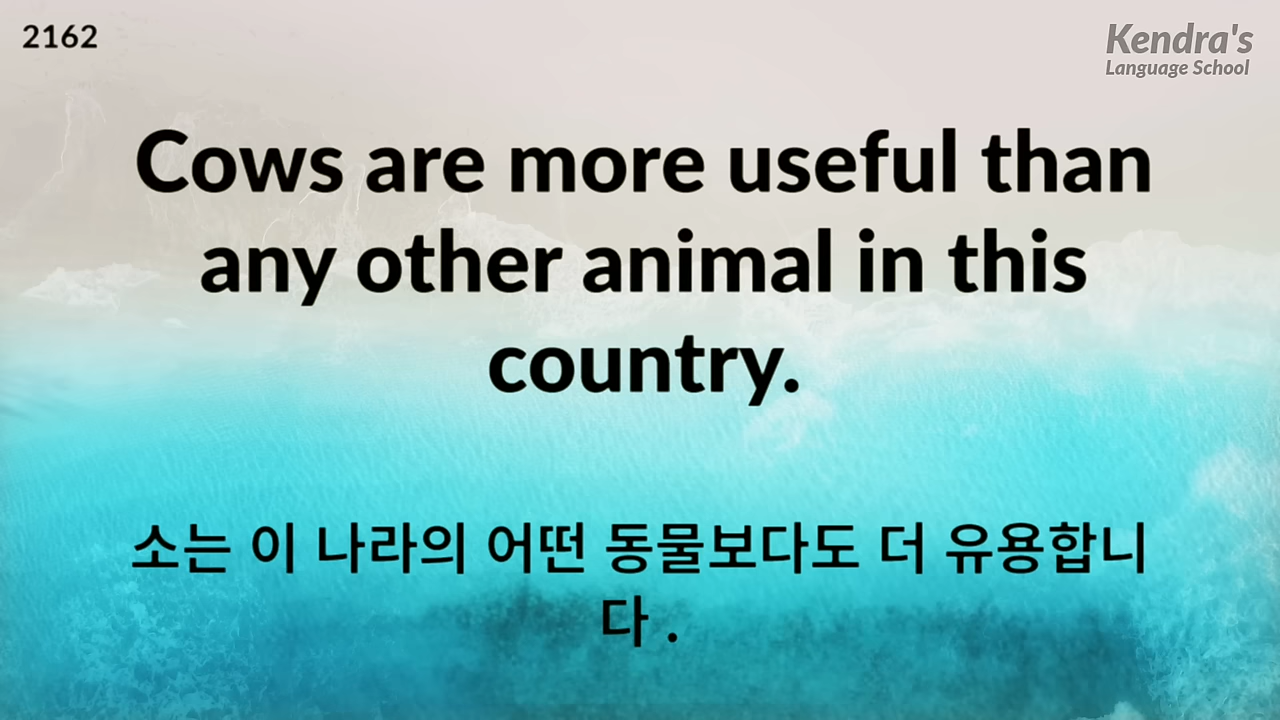 2162
Kendra's
Language School
Cows are more useful than
any other animal in this
country.
소는 이 나라의 어떤 동물보다도 더 유용합니
다 .